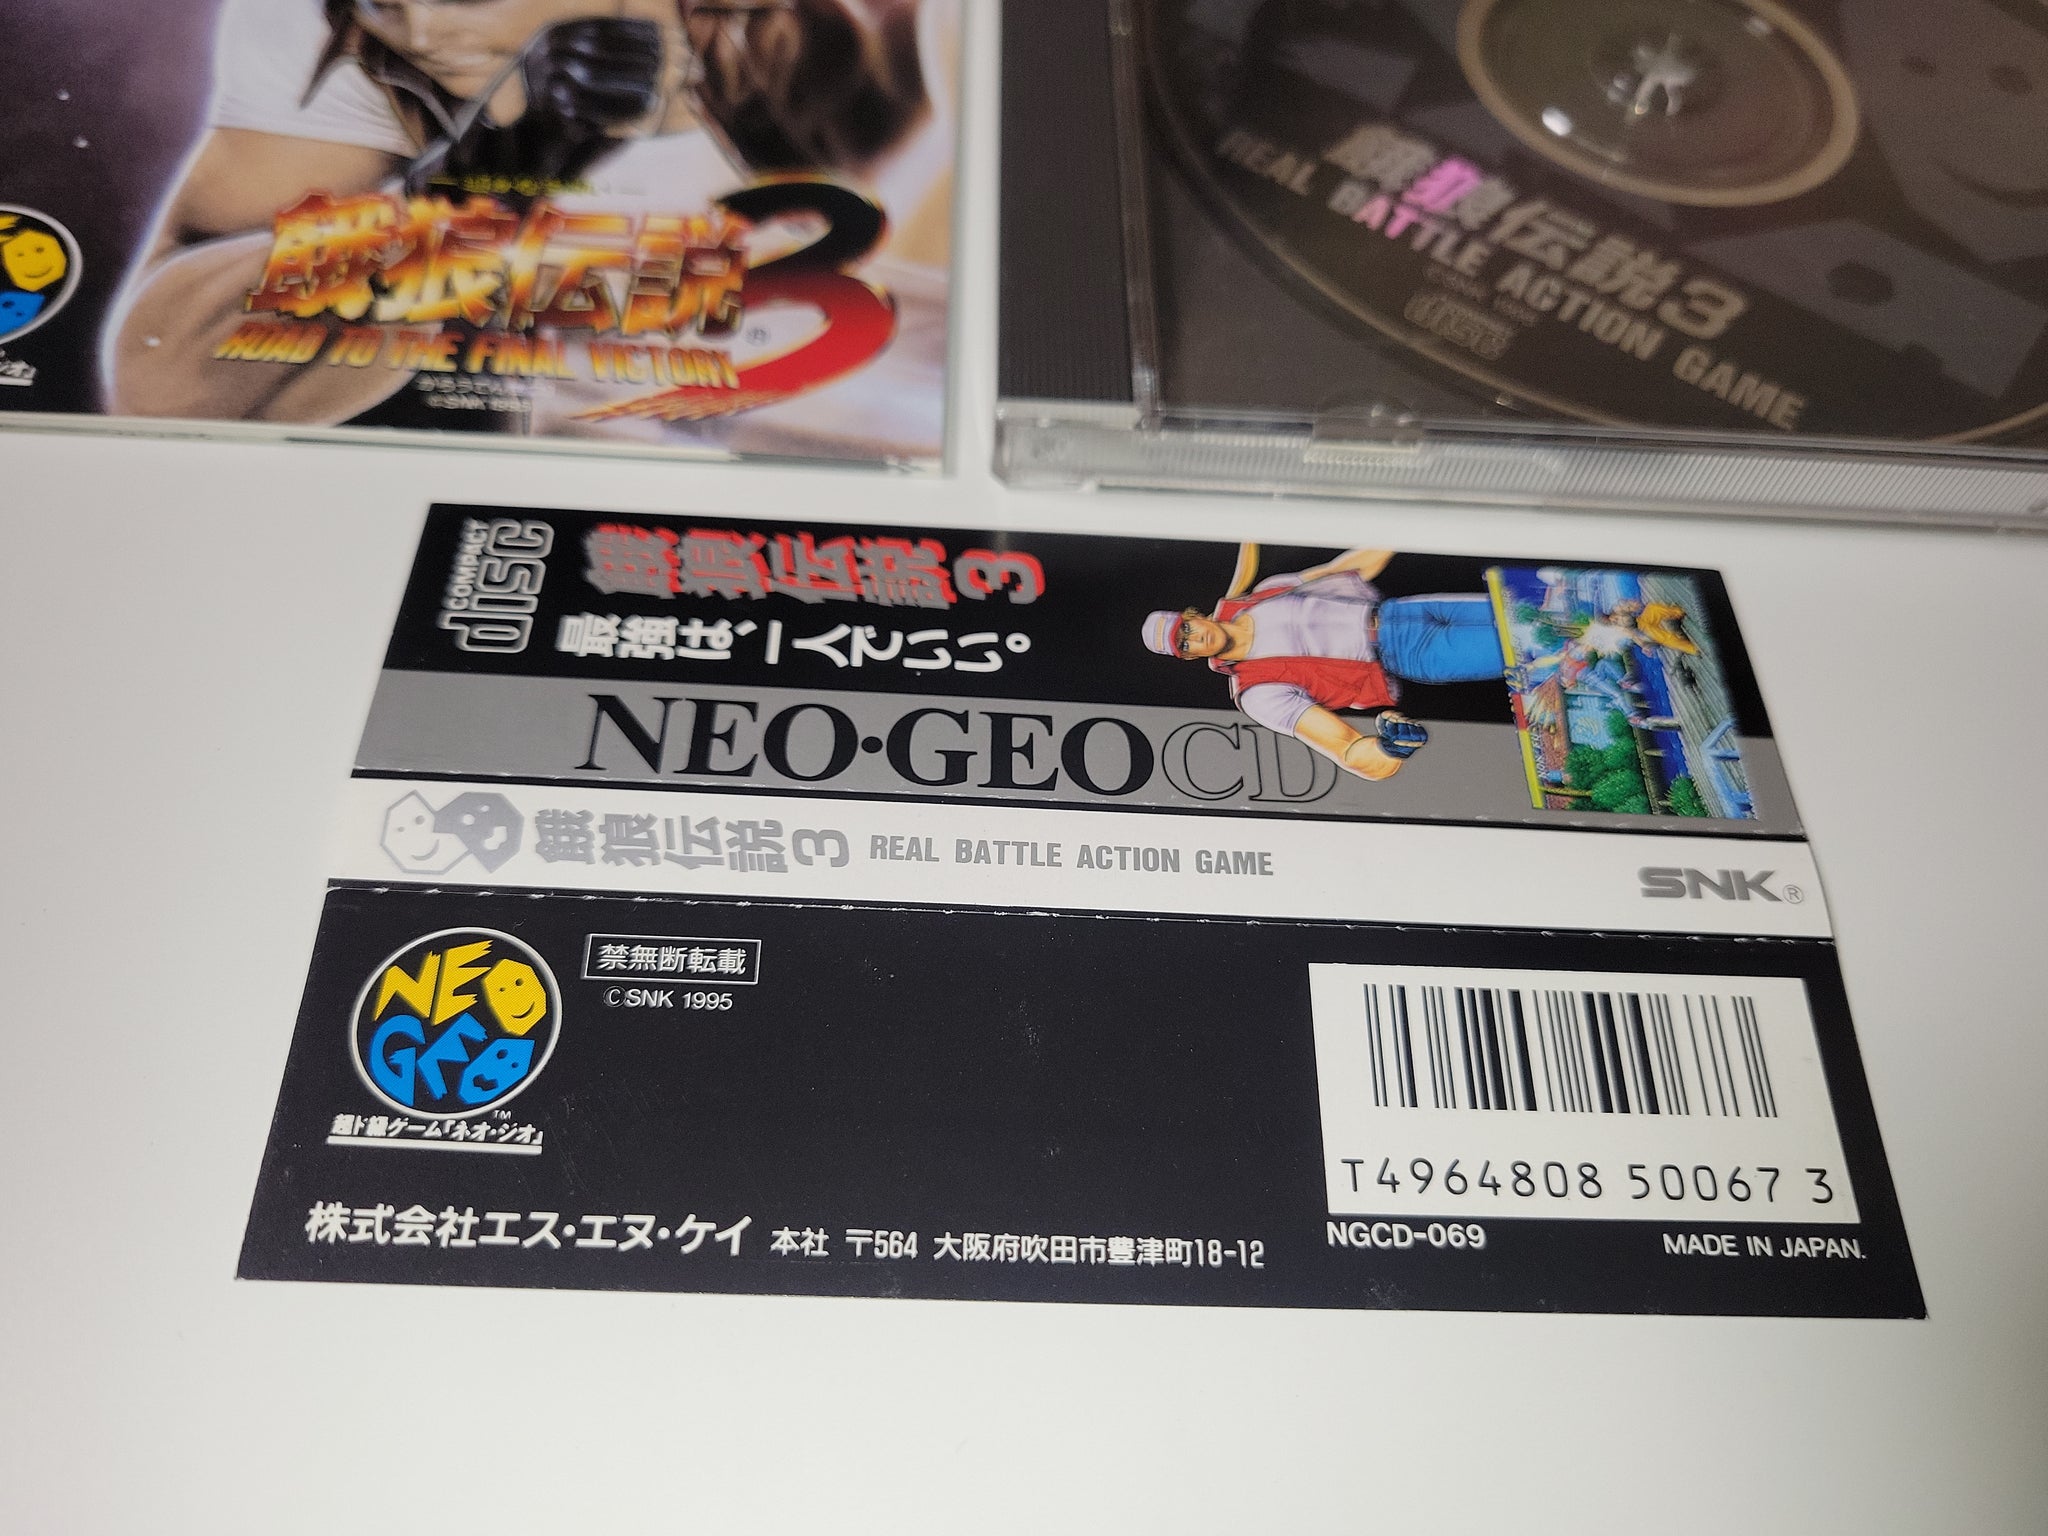 餓狼伝説3
ROAD TO THE FINAL VICTORY
©SNK 1995
餓狼伝説3
REAL BATTLE ACTION GAME
©SNK 1995
COMPACT
disc
餓狼伝説3
最強は、一人でいい。
NEO•GEO CD
餓狼伝説3 REAL BATTLE ACTION GAME
SNK®
NEO
GEO
TM
超ド級ゲーム『ネオ・ジオ』
禁無断転載
©SNK 1995
T4964808 50067 3
NGCD-069
MADE IN JAPAN.
株式会社エス・エヌ・ケイ 本社 〒564 大阪府吹田市豊津町18-12